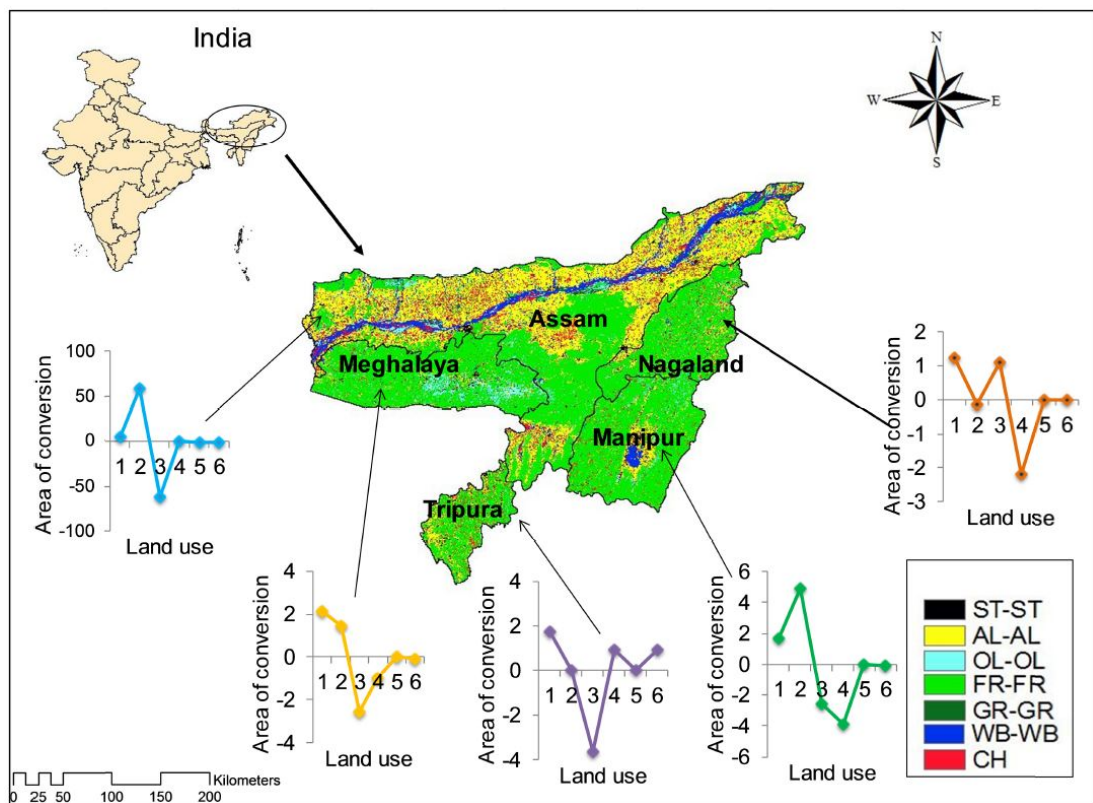 India
N
W
E
S
Assam
Meghalaya
Nagaland
Manipur
Tripura
100
50
0
-50
-100
1 2 3 4 5 6
Area of conversion
Land use
2
1
0
-1
-2
-3
1 2 3 4 5 6
Area of conversion
Land use
4
2
0
-2
-4
1 2 3 4 5 6
Area of conversion
Land use
4
2
0
-2
-4
1 2 3 4 5 6
Area of conversion
Land use
6
4
2
0
-2
-4
-6
1 2 3 4 5 6
Area of conversion
Land use
ST-ST
AL-AL
OL-OL
FR-FR
GR-GR
WB-WB
CH
Kilometers
0 25 50 100 150 200